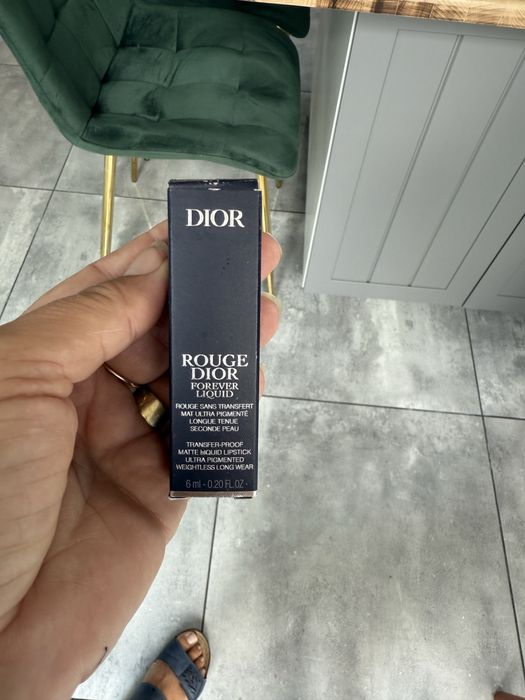 DIOR
ROUGE
DIOR
FOREVER
LIQUID
ROUGE SANS TRANSFERT
MAT ULTRA PIGMENTÉ
LONGUE TENUE
SECONDE PEAU
TRANSFER-PROOF
MATTE LIQUID LIPSTICK
ULTRA PIGMENTED
WEIGHTLESS LONG WEAR
6 ml - 0.20 FL.OZ·